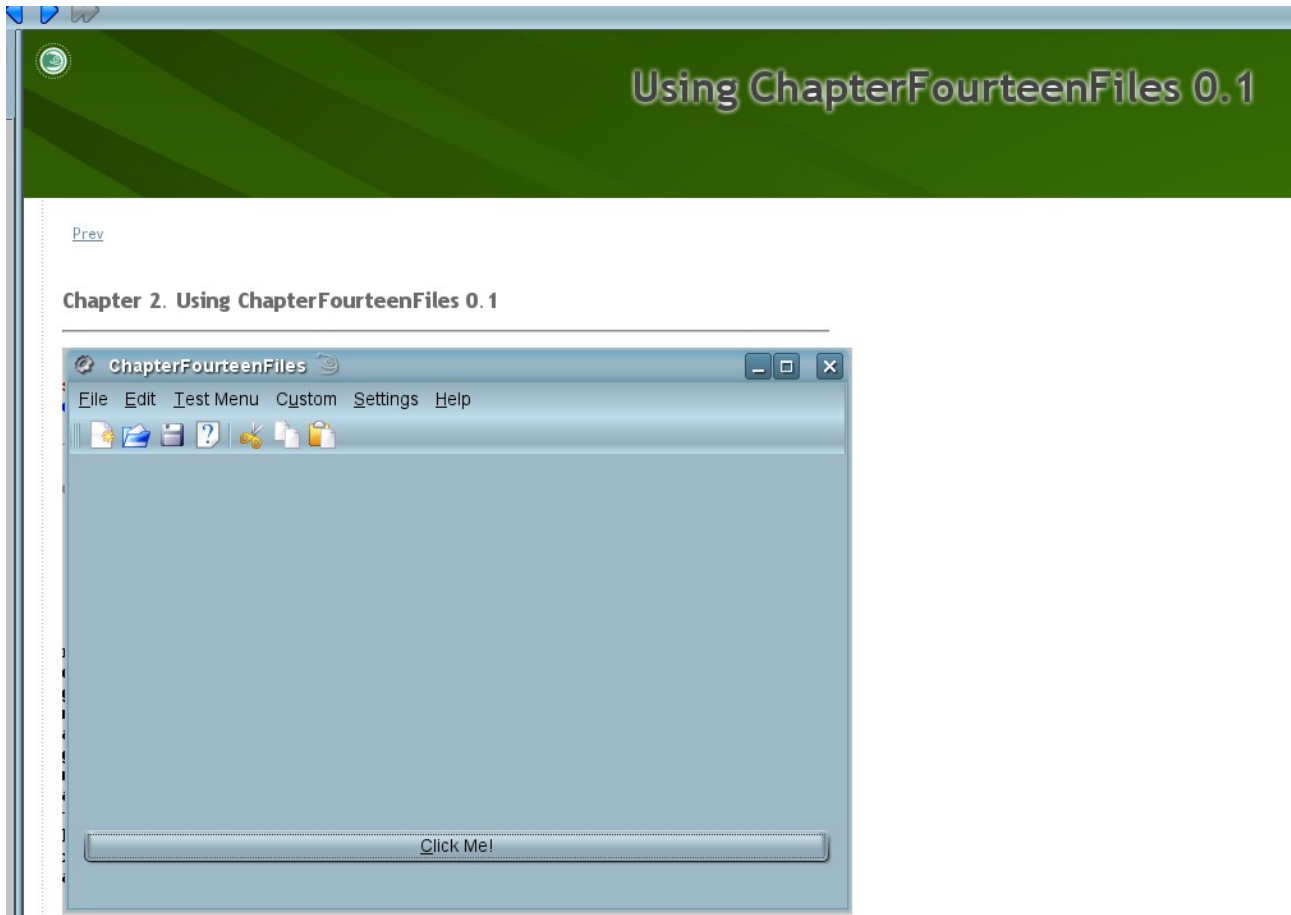 Using ChapterFourteenFiles 0.1
Prev
Chapter 2. Using ChapterFourteenFiles 0.1
ChapterFourteenFiles
File Edit Test Menu Custom Settings Help
Click Me!